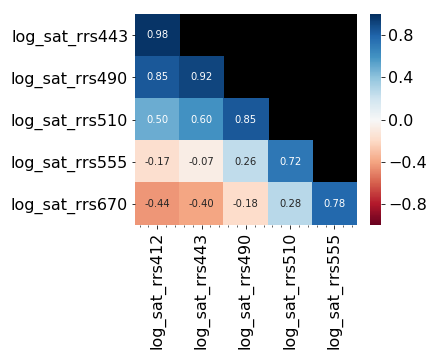 log_sat_rrs443 0.98
log_sat_rrs490 0.85 0.92
log_sat_rrs510 0.50 0.60 0.85
log_sat_rrs555 -0.17 -0.07 0.26 0.72
log_sat_rrs670 -0.44 -0.40 -0.18 0.28 0.78
log_sat_rrs412 log_sat_rrs443 log_sat_rrs490 log_sat_rrs510 log_sat_rrs555
0.8
0.4
0.0
−0.4
−0.8